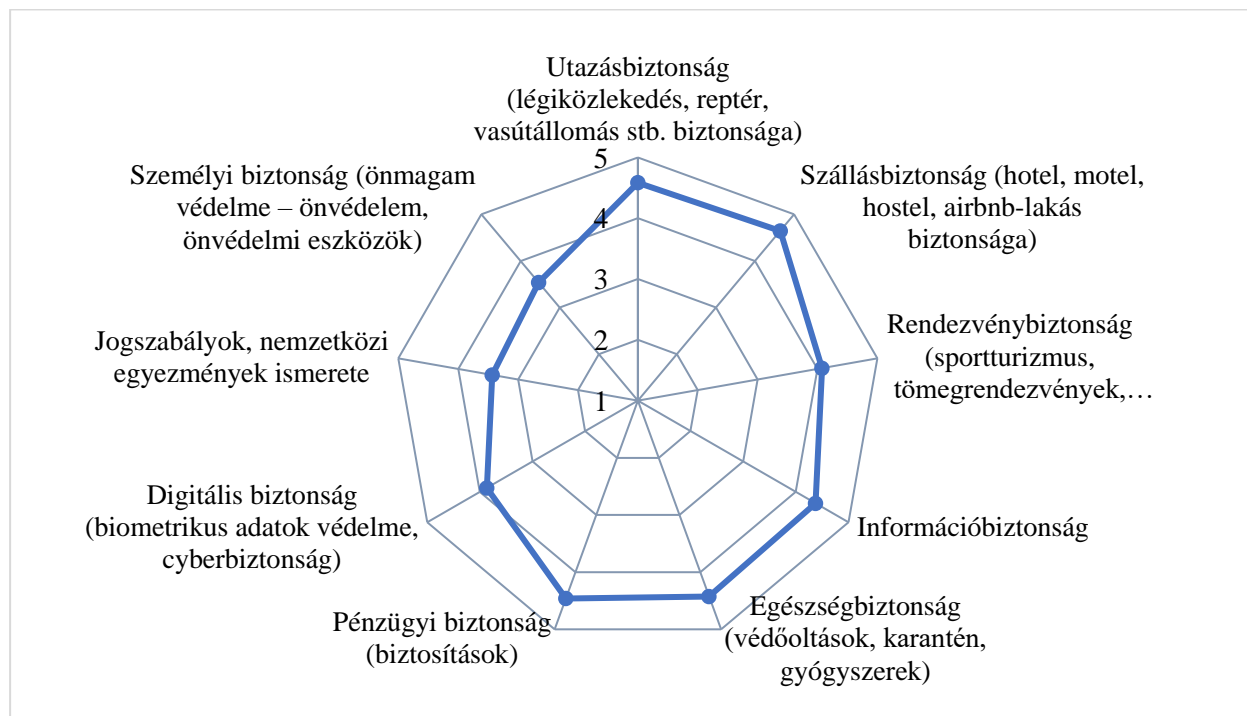 Utazásbiztonság
(légiközlekedés, reptér,
vasútállomás stb. biztonsága)
Szállásbiztonság (hotel, motel,
hostel, airbnb-lakás
biztonsága)
Rendezvénybiztonság
(sportturizmus,
tömegrendezvények,…
Információbiztonság
Egészségbiztonság
(védőoltások, karantén,
gyógyszerek)
Pénzügyi biztonság
(biztosítások)
Digitális biztonság
(biometrikus adatok védelme,
cyberbiztonság)
Jogszabályok, nemzetközi
egyezmények ismerete
Személyi biztonság (önmagam
védelme – önvédelem,
önvédelmi eszközök)
5
4
3
2
1